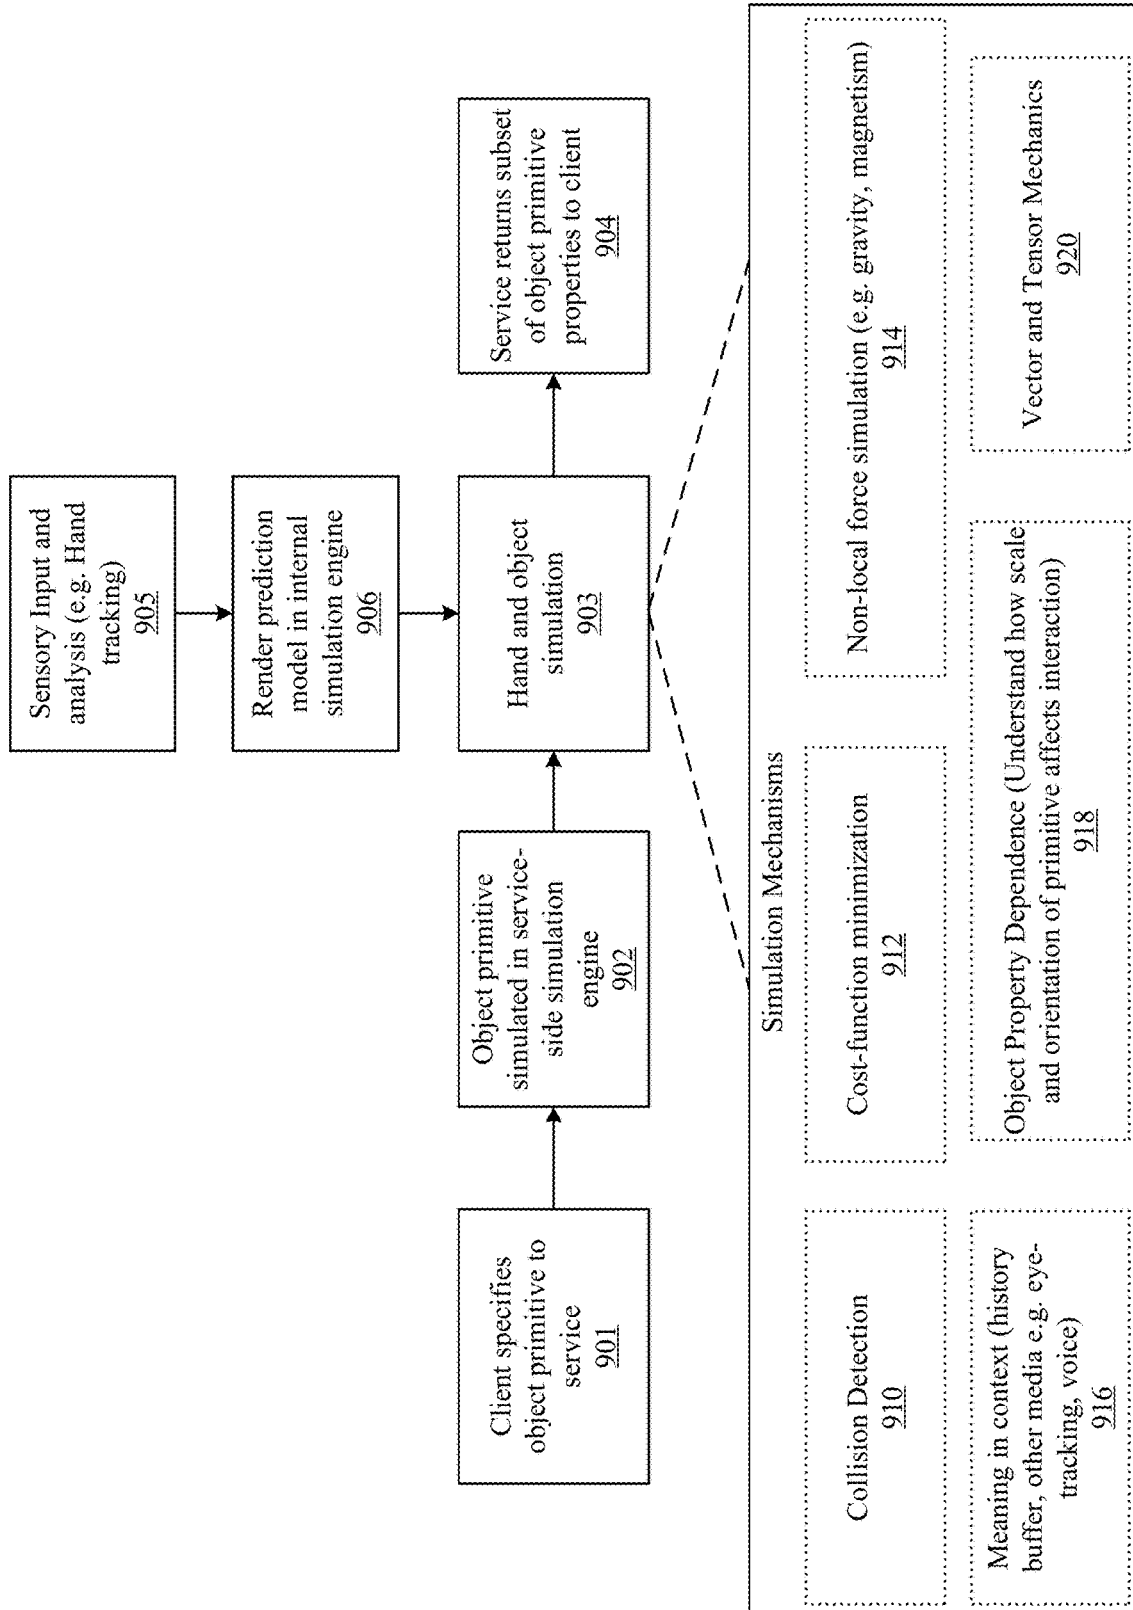 Sensory Input and
analysis (e.g. Hand
tracking)
905
Render prediction
model in internal
simulation engine
906
Client specifies
object primitive to
service
901
Object primitive
simulated in service-
side simulation
engine
902
Hand and object
simulation
903
Service returns subset
of object primitive
properties to client
904
Simulation Mechanisms
Collision Detection
910
Cost-function minimization
912
Non-local force simulation (e.g. gravity, magnetism)
914
Meaning in context (history
buffer, other media e.g. eye-
tracking, voice)
916
Object Property Dependence (Understand how scale
and orientation of primitive affects interaction)
918
Vector and Tensor Mechanics
920